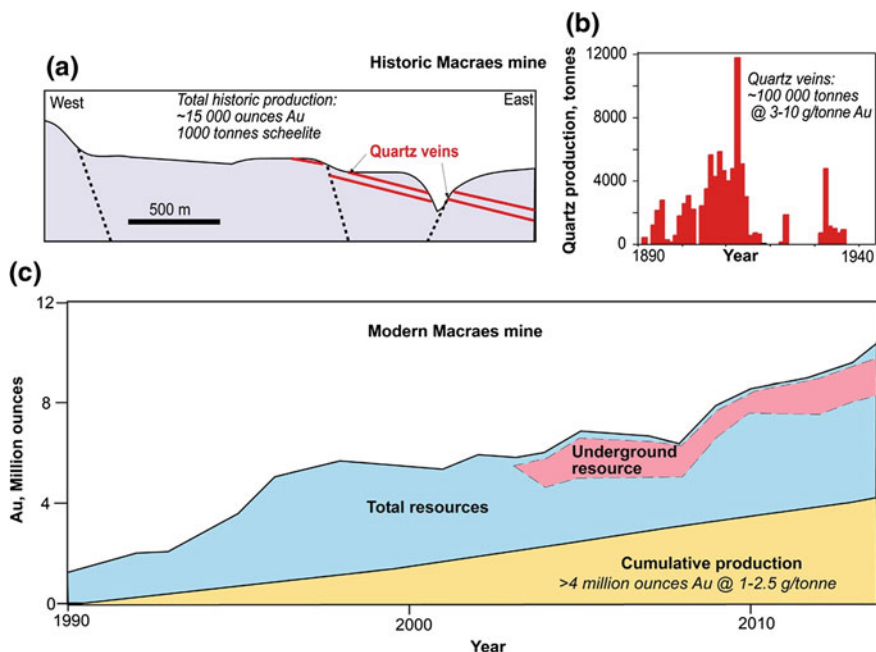 (a)
Historic Macraes mine
West
East
Total historic production:
~15 000 ounces Au
1000 tonnes scheelite
Quartz veins
500 m
(b)
Quartz production, tonnes
12000
8000
4000
0
1890
Year
1940
Quartz veins:
~100 000 tonnes
@ 3-10 g/tonne Au
(c)
Modern Macraes mine
Au, Million ounces
12
8
4
0
Underground
resource
Total resources
Cumulative production
>4 million ounces Au @ 1-2.5 g/tonne
1990
2000
2010
Year